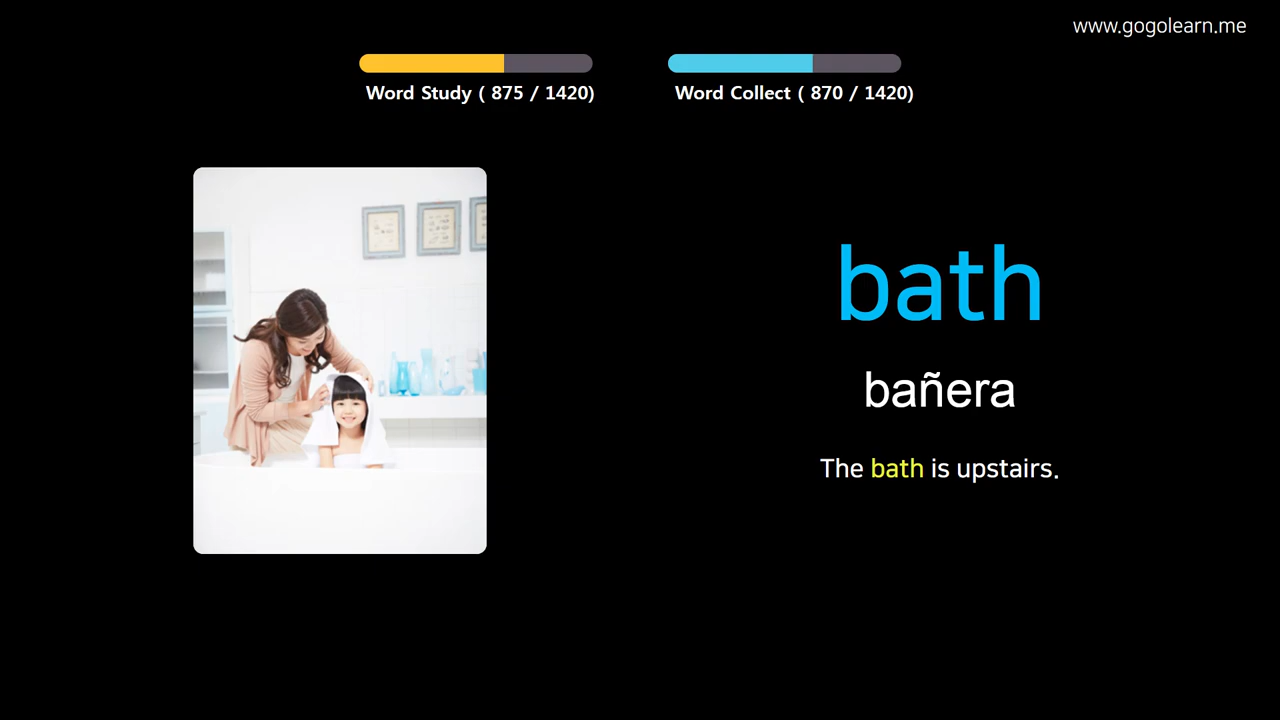 www.gogolearn.me
Word Study ( 875 / 1420)
Word Collect ( 870 / 1420)
bath
bañera
The bath is upstairs.